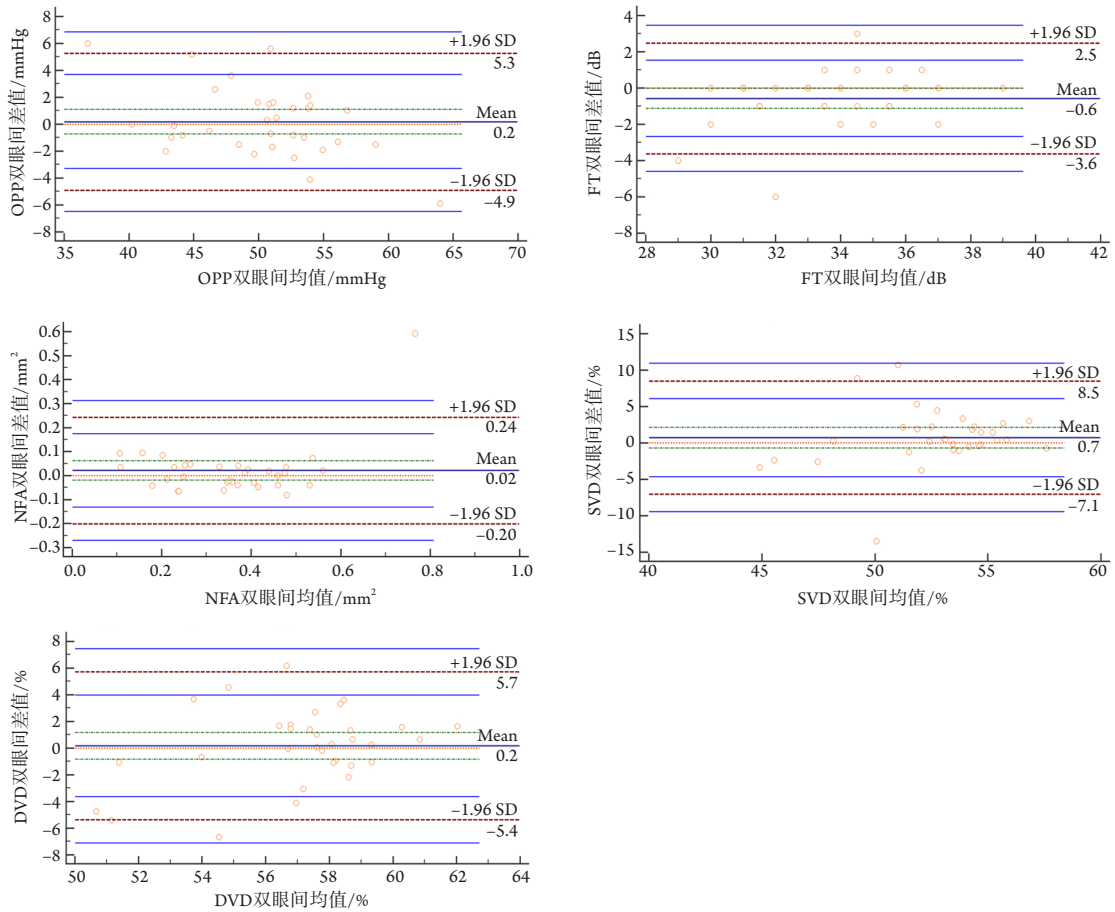 8
6
4
2
0
−2
−4
−6
−8
OPP双眼间差值/mmHg
+1.96 SD
5.3
Mean
0.2
−1.96 SD
−4.9
35 40 45 50 55 60 65 70
OPP双眼间均值/mmHg
4
2
0
−2
−4
−6
−8
FT双眼间差值/dB
+1.96 SD
2.5
Mean
−0.6
−1.96 SD
−3.6
28 30 32 34 36 38 40 42
FT双眼间均值/dB
0.6
0.5
0.4
0.3
0.2
0.1
0.0
−0.1
−0.2
−0.3
NFA双眼间差值/mm²
+1.96 SD
0.24
Mean
0.02
−1.96 SD
−0.20
0.0 0.2 0.4 0.6 0.8 1.0
NFA双眼间均值/mm²
15
10
5
0
−5
−10
−15
SVD双眼间差值/%
+1.96 SD
8.5
Mean
0.7
−1.96 SD
−7.1
40 45 50 55 60
SVD双眼间均值/%
8
6
4
2
0
−2
−4
−6
−8
DVD双眼间差值/%
+1.96 SD
5.7
Mean
0.2
−1.96 SD
−5.4
50 52 54 56 58 60 62 64
DVD双眼间均值/%